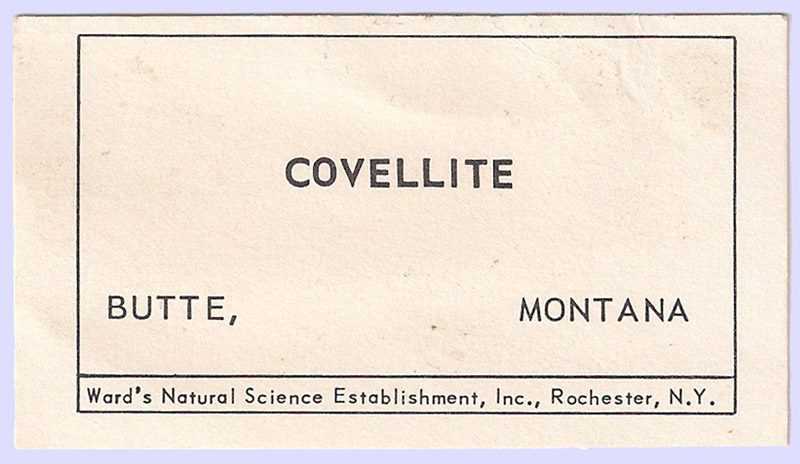 COVELLITE
BUTTE, MONTANA
Ward's Natural Science Establishment, Inc., Rochester, N.Y.